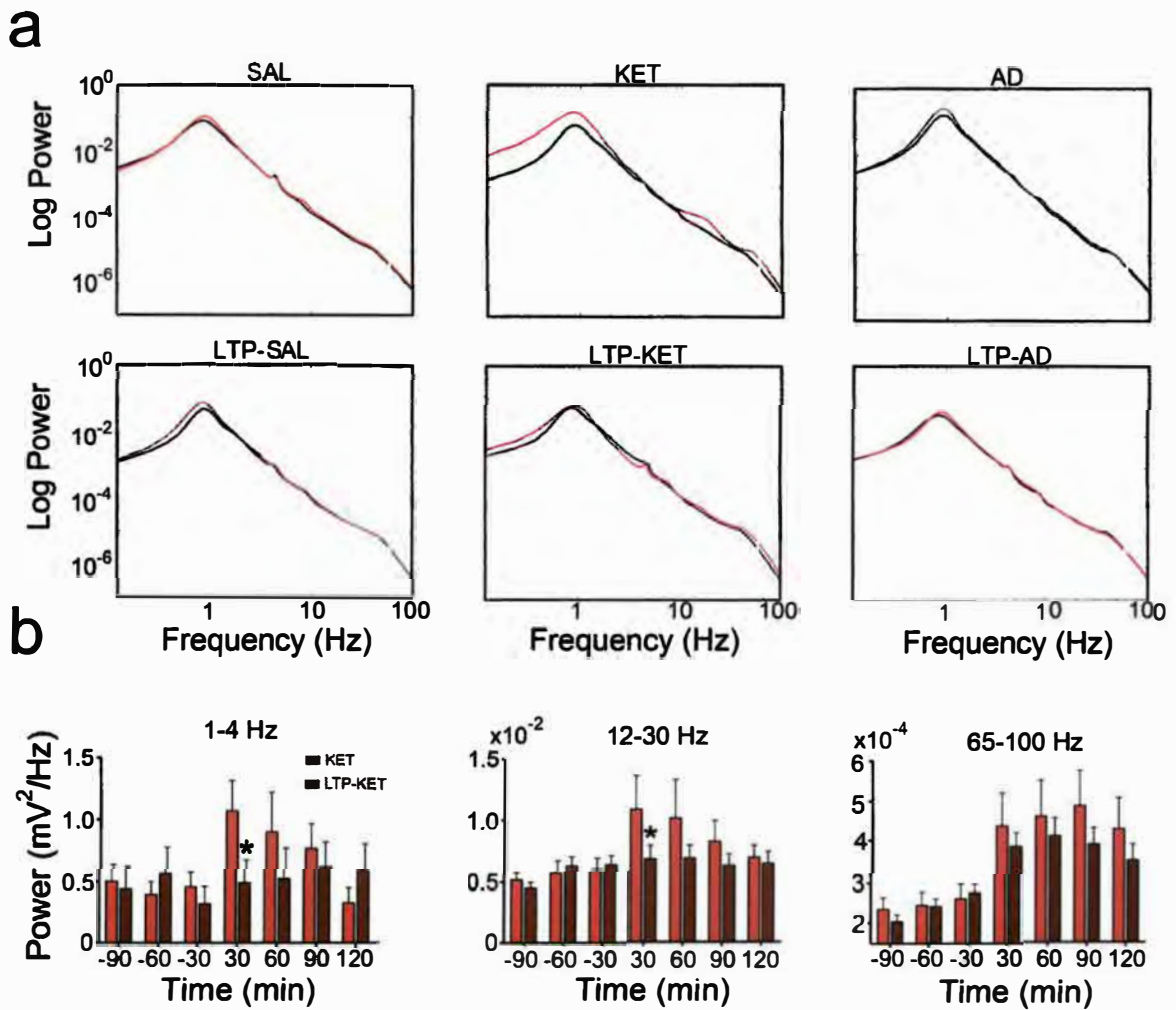 a
SAL
KET
AD
Log Power
10^0
10^-2
10^-4
10^-6
LTP-SAL
LTP-KET
LTP-AD
Log Power
10^0
10^-2
10^-4
10^-6
1 10 100
1 10 100
1 10 100
Frequency (Hz)
Frequency (Hz)
Frequency (Hz)
b
1-4 Hz
x10^-2
12-30 Hz
x10^-4
65-100 Hz
KET
LTP-KET
Power (mV^2/Hz)
1.5
1.0
0.5
0
*
1.5
1.0
0.5
0
*
6
5
4
3
2
-90 -60 -30 30 60 90 120
-90 -60 -30 30 60 90 120
-90 -60 -30 30 60 90 120
Time (min)
Time (min)
Time (min)